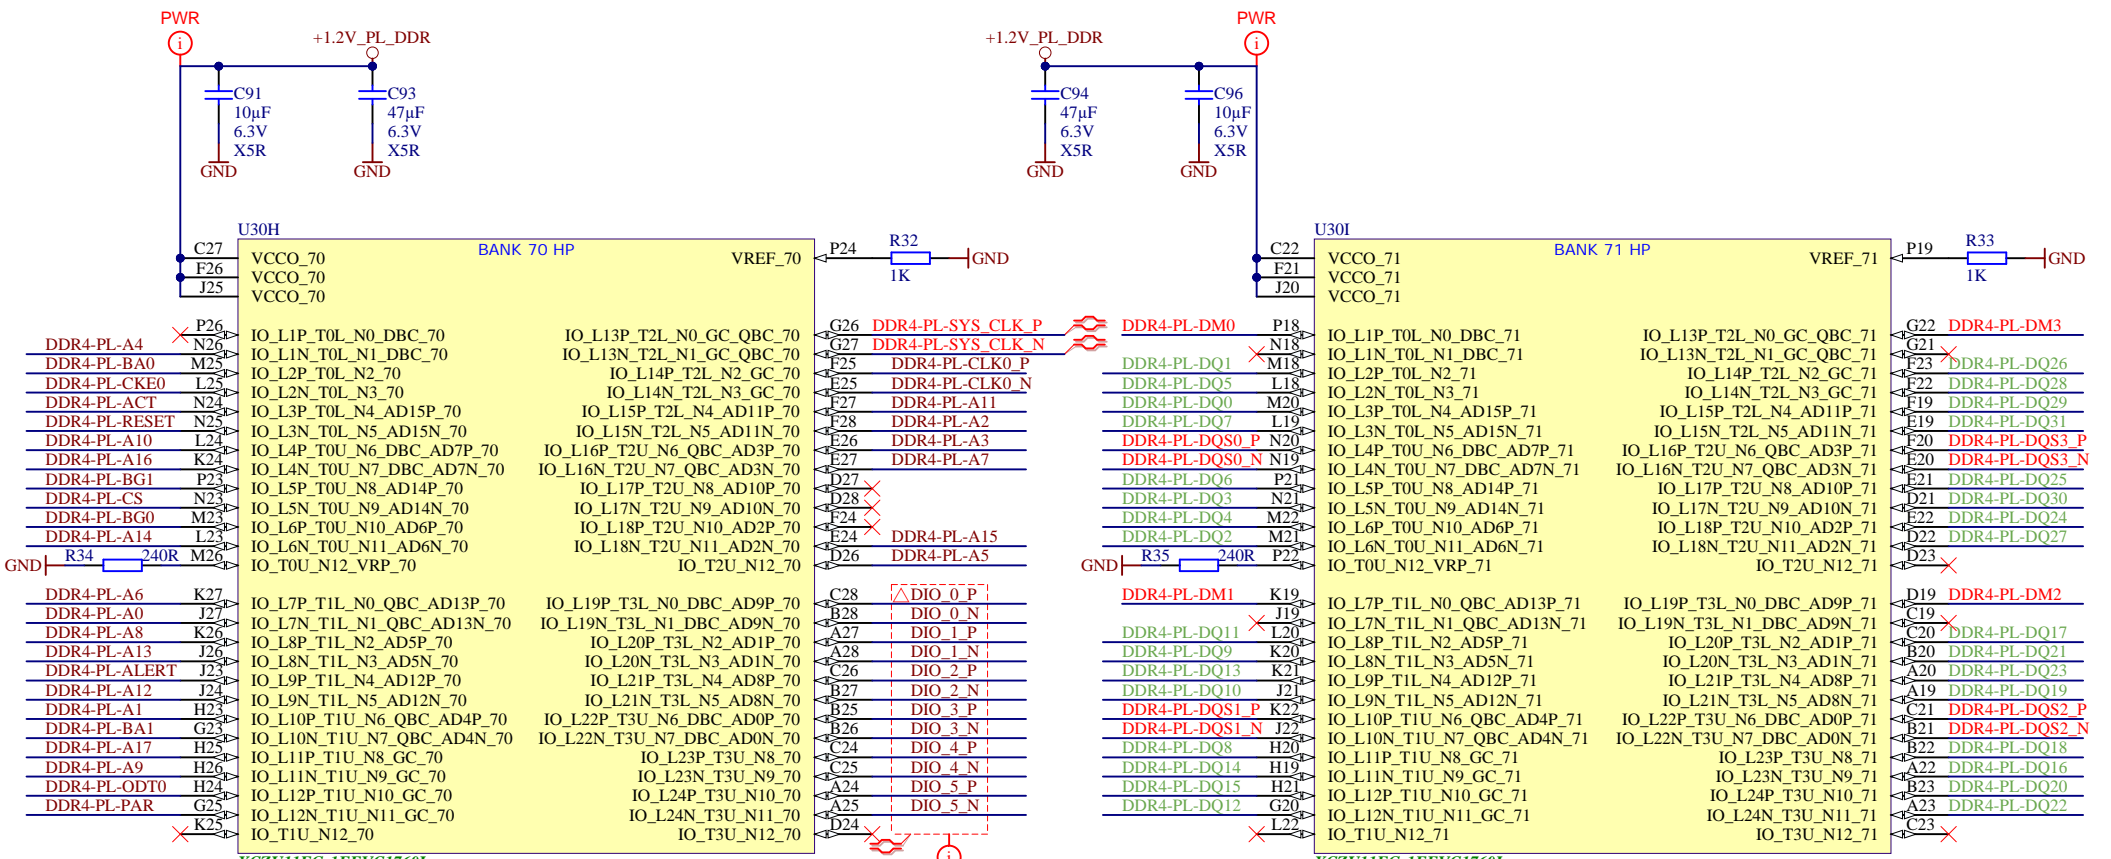 PWR
+1.2V_PL_DDR
C91
10µF
6.3V
X5R
GND
C93
47µF
6.3V
X5R
GND
U30H
BANK 70 HP
C27 VCCO_70
F26 VCCO_70
J25 VCCO_70
VREF_70 P24 R32 1K GND
P26 IO_L1P_T0L_N0_DBC_70
DDR4-PL-A4 N26 IO_L1N_T0L_N1_DBC_70
DDR4-PL-BA0 M25 IO_L2P_T0L_N2_70
DDR4-PL-CKE0 L25 IO_L2N_T0L_N3_70
DDR4-PL-ACT N24 IO_L3P_T0L_N4_AD15P_70
DDR4-PL-RESET N25 IO_L3N_T0L_N5_AD15N_70
DDR4-PL-A10 L24 IO_L4P_T0U_N6_DBC_AD7P_70
DDR4-PL-A16 K24 IO_L4N_T0U_N7_DBC_AD7N_70
DDR4-PL-BG1 P23 IO_L5P_T0U_N8_AD14P_70
DDR4-PL-CS N23 IO_L5N_T0U_N9_AD14N_70
DDR4-PL-BG0 M23 IO_L6P_T0U_N10_AD6P_70
DDR4-PL-A14 L23 IO_L6N_T0U_N11_AD6N_70
GND R34 240R M26 IO_T0U_N12_VRP_70
DDR4-PL-A6 K27 IO_L7P_T1L_N0_QBC_AD13P_70
DDR4-PL-A0 J27 IO_L7N_T1L_N1_QBC_AD13N_70
DDR4-PL-A8 K26 IO_L8P_T1L_N2_AD5P_70
DDR4-PL-A13 J26 IO_L8N_T1L_N3_AD5N_70
DDR4-PL-ALERT J23 IO_L9P_T1L_N4_AD12P_70
DDR4-PL-A12 J24 IO_L9N_T1L_N5_AD12N_70
DDR4-PL-A1 H23 IO_L10P_T1U_N6_QBC_AD4P_70
DDR4-PL-BA1 G23 IO_L10N_T1U_N7_QBC_AD4N_70
DDR4-PL-A17 H25 IO_L11P_T1U_N8_GC_70
DDR4-PL-A9 H26 IO_L11N_T1U_N9_GC_70
DDR4-PL-ODT0 H24 IO_L12P_T1U_N10_GC_70
DDR4-PL-PAR G25 IO_L12N_T1U_N11_GC_70
K25 IO_T1U_N12_70
IO_L13P_T2L_N0_GC_QBC_70 G26 DDR4-PL-SYS_CLK_P
IO_L13N_T2L_N1_GC_QBC_70 G27 DDR4-PL-SYS_CLK_N
IO_L14P_T2L_N2_GC_70 F25 DDR4-PL-CLK0_P
IO_L14N_T2L_N3_GC_70 E25 DDR4-PL-CLK0_N
IO_L15P_T2L_N4_AD11P_70 F27 DDR4-PL-A11
IO_L15N_T2L_N5_AD11N_70 F28 DDR4-PL-A2
IO_L16P_T2U_N6_QBC_AD3P_70 E26 DDR4-PL-A3
IO_L16N_T2U_N7_QBC_AD3N_70 E27 DDR4-PL-A7
IO_L17P_T2U_N8_AD10P_70 D27
IO_L17N_T2U_N9_AD10N_70 D28
IO_L18P_T2U_N10_AD2P_70 F24
IO_L18N_T2U_N11_AD2N_70 E24 DDR4-PL-A15
IO_T2U_N12_70 D26 DDR4-PL-A5
IO_L19P_T3L_N0_DBC_AD9P_70 C28 DIO_0_P
IO_L19N_T3L_N1_DBC_AD9N_70 B28 DIO_0_N
IO_L20P_T3L_N2_AD1P_70 A27 DIO_1_P
IO_L20N_T3L_N3_AD1N_70 A28 DIO_1_N
IO_L21P_T3L_N4_AD8P_70 C26 DIO_2_P
IO_L21N_T3L_N5_AD8N_70 B27 DIO_2_N
IO_L22P_T3U_N6_DBC_AD0P_70 B25 DIO_3_P
IO_L22N_T3U_N7_DBC_AD0N_70 B26 DIO_3_N
IO_L23P_T3U_N8_70 C24 DIO_4_P
IO_L23N_T3U_N9_70 C25 DIO_4_N
IO_L24P_T3U_N10_70 A24 DIO_5_P
IO_L24N_T3U_N11_70 A25 DIO_5_N
IO_T3U_N12_70 D24
+1.2V_PL_DDR
PWR
C94
47µF
6.3V
X5R
GND
C96
10µF
6.3V
X5R
GND
U30I
BANK 71 HP
C22 VCCO_71
F21 VCCO_71
J20 VCCO_71
VREF_71 P19 R33 1K GND
DDR4-PL-DM0 P18 IO_L1P_T0L_N0_DBC_71
N18 IO_L1N_T0L_N1_DBC_71
DDR4-PL-DQ1 M18 IO_L2P_T0L_N2_71
DDR4-PL-DQ5 L18 IO_L2N_T0L_N3_71
DDR4-PL-DQ0 M20 IO_L3P_T0L_N4_AD15P_71
DDR4-PL-DQ7 L19 IO_L3N_T0L_N5_AD15N_71
DDR4-PL-DQS0_P N20 IO_L4P_T0U_N6_DBC_AD7P_71
DDR4-PL-DQS0_N N19 IO_L4N_T0U_N7_DBC_AD7N_71
DDR4-PL-DQ6 P21 IO_L5P_T0U_N8_AD14P_71
DDR4-PL-DQ3 N21 IO_L5N_T0U_N9_AD14N_71
DDR4-PL-DQ4 M22 IO_L6P_T0U_N10_AD6P_71
DDR4-PL-DQ2 M21 IO_L6N_T0U_N11_AD6N_71
GND R35 240R P22 IO_T0U_N12_VRP_71
DDR4-PL-DM1 K19 IO_L7P_T1L_N0_QBC_AD13P_71
J19 IO_L7N_T1L_N1_QBC_AD13N_71
DDR4-PL-DQ11 L20 IO_L8P_T1L_N2_AD5P_71
DDR4-PL-DQ9 K20 IO_L8N_T1L_N3_AD5N_71
DDR4-PL-DQ13 K21 IO_L9P_T1L_N4_AD12P_71
DDR4-PL-DQ10 J21 IO_L9N_T1L_N5_AD12N_71
DDR4-PL-DQS1_P K22 IO_L10P_T1U_N6_QBC_AD4P_71
DDR4-PL-DQS1_N J22 IO_L10N_T1U_N7_QBC_AD4N_71
DDR4-PL-DQ8 H20 IO_L11P_T1U_N8_GC_71
DDR4-PL-DQ14 H19 IO_L11N_T1U_N9_GC_71
DDR4-PL-DQ15 H21 IO_L12P_T1U_N10_GC_71
DDR4-PL-DQ12 G20 IO_L12N_T1U_N11_GC_71
L22 IO_T1U_N12_71
IO_L13P_T2L_N0_GC_QBC_71 G22 DDR4-PL-DM3
IO_L13N_T2L_N1_GC_QBC_71 G21
IO_L14P_T2L_N2_GC_71 F23 DDR4-PL-DQ26
IO_L14N_T2L_N3_GC_71 F22 DDR4-PL-DQ28
IO_L15P_T2L_N4_AD11P_71 F19 DDR4-PL-DQ29
IO_L15N_T2L_N5_AD11N_71 E19 DDR4-PL-DQ31
IO_L16P_T2U_N6_QBC_AD3P_71 F20 DDR4-PL-DQS3_P
IO_L16N_T2U_N7_QBC_AD3N_71 E20 DDR4-PL-DQS3_N
IO_L17P_T2U_N8_AD10P_71 E21 DDR4-PL-DQ25
IO_L17N_T2U_N9_AD10N_71 D21 DDR4-PL-DQ30
IO_L18P_T2U_N10_AD2P_71 E22 DDR4-PL-DQ24
IO_L18N_T2U_N11_AD2N_71 D22 DDR4-PL-DQ27
IO_T2U_N12_71 D23
IO_L19P_T3L_N0_DBC_AD9P_71 D19 DDR4-PL-DM2
IO_L19N_T3L_N1_DBC_AD9N_71 C19
IO_L20P_T3L_N2_AD1P_71 C20 DDR4-PL-DQ17
IO_L20N_T3L_N3_AD1N_71 B20 DDR4-PL-DQ21
IO_L21P_T3L_N4_AD8P_71 A20 DDR4-PL-DQ23
IO_L21N_T3L_N5_AD8N_71 A19 DDR4-PL-DQ19
IO_L22P_T3U_N6_DBC_AD0P_71 C21 DDR4-PL-DQS2_P
IO_L22N_T3U_N7_DBC_AD0N_71 B21 DDR4-PL-DQS2_N
IO_L23P_T3U_N8_71 B22 DDR4-PL-DQ18
IO_L23N_T3U_N9_71 A22 DDR4-PL-DQ16
IO_L24P_T3U_N10_71 B23 DDR4-PL-DQ20
IO_L24N_T3U_N11_71 A23 DDR4-PL-DQ22
IO_T3U_N12_71 C23